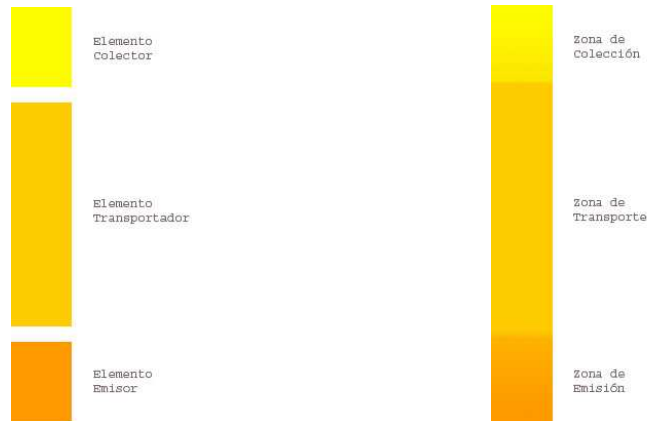 Elemento
Colector
Elemento
Transportador
Elemento
Emisor
Zona de
Colección
Zona de
Transporte
Zona de
Emisión